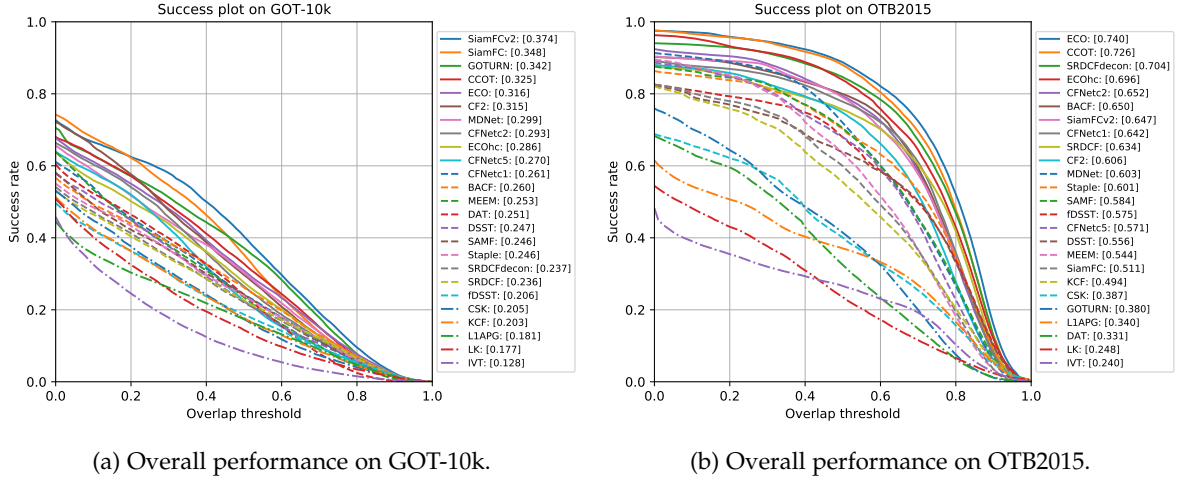 Success plot on GOT-10k
1.0
0.8
0.6
0.4
0.2
0.0
Success rate
0.0 0.2 0.4 0.6 0.8 1.0
Overlap threshold
SiamFCv2: [0.374]
SiamFC: [0.348]
GOTURN: [0.342]
CCOT: [0.325]
ECO: [0.316]
CF2: [0.315]
MDNet: [0.299]
CFNetc2: [0.293]
ECOhc: [0.286]
CFNetc5: [0.270]
CFNetc1: [0.261]
BACF: [0.260]
MEEM: [0.253]
DAT: [0.251]
DSST: [0.247]
SAMF: [0.246]
Staple: [0.246]
SRDCFdecon: [0.237]
SRDCF: [0.236]
fDSST: [0.206]
CSK: [0.205]
KCF: [0.203]
L1APG: [0.181]
LK: [0.177]
IVT: [0.128]
(a) Overall performance on GOT-10k.
Success plot on OTB2015
1.0
0.8
0.6
0.4
0.2
0.0
Success rate
0.0 0.2 0.4 0.6 0.8 1.0
Overlap threshold
ECO: [0.740]
CCOT: [0.726]
SRDCFdecon: [0.704]
ECOhc: [0.696]
CFNetc2: [0.652]
BACF: [0.650]
SiamFCv2: [0.647]
CFNetc1: [0.642]
SRDCF: [0.634]
CF2: [0.606]
MDNet: [0.603]
Staple: [0.601]
SAMF: [0.584]
fDSST: [0.575]
CFNetc5: [0.571]
DSST: [0.556]
MEEM: [0.544]
SiamFC: [0.511]
KCF: [0.494]
CSK: [0.387]
GOTURN: [0.380]
L1APG: [0.340]
DAT: [0.331]
LK: [0.248]
IVT: [0.240]
(b) Overall performance on OTB2015.